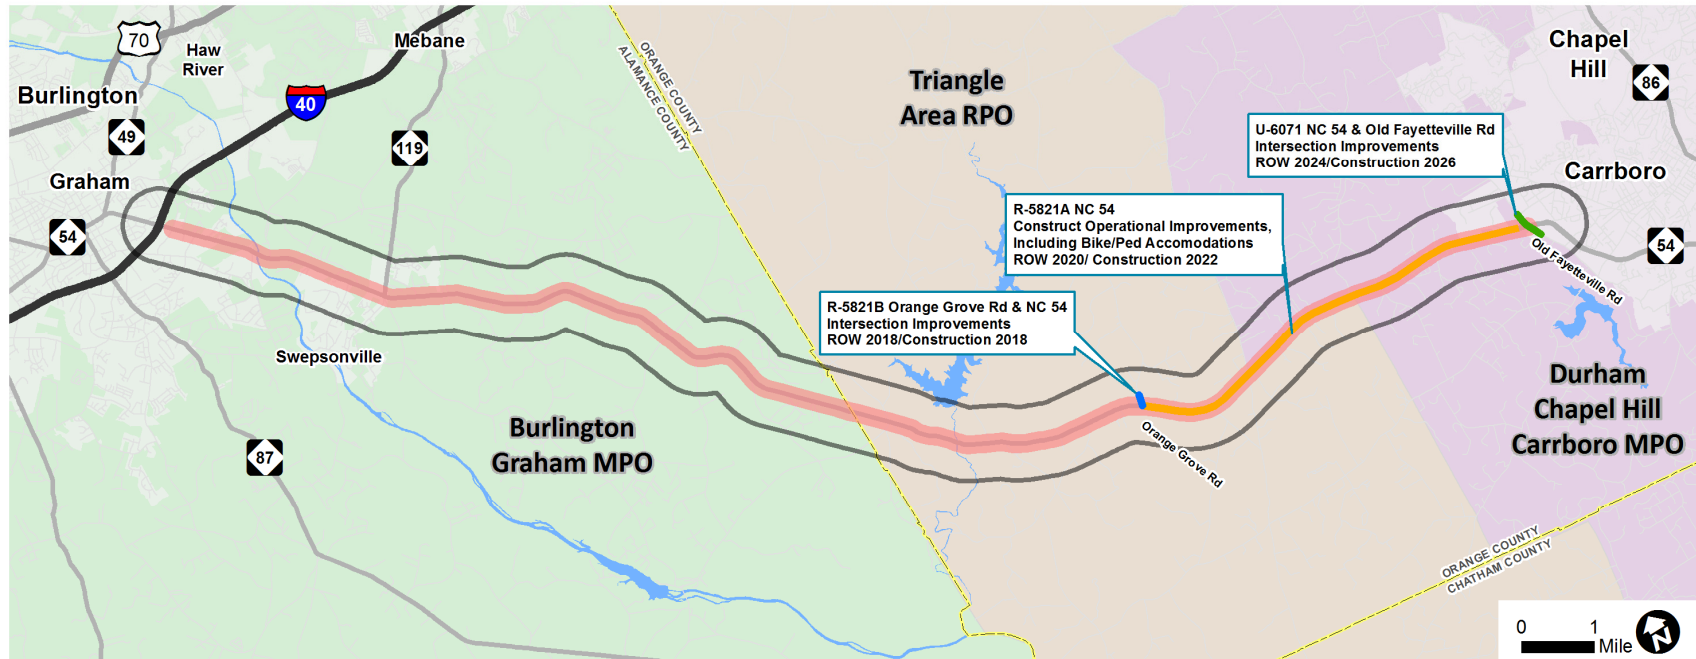 70
Haw
River
Mebane
Burlington
40
49
119
Graham
54
Swepsonville
87
Burlington
Graham MPO
ORANGE COUNTY
ALAMANCE COUNTY
Triangle
Area RPO
Chapel
Hill
86
U-6071 NC 54 & Old Fayetteville Rd
Intersection Improvements
ROW 2024/Construction 2026
Carrboro
R-5821A NC 54
Construct Operational Improvements,
Including Bike/Ped Accomodations
ROW 2020/ Construction 2022
54
Old Fayetteville Rd
R-5821B Orange Grove Rd & NC 54
Intersection Improvements
ROW 2018/Construction 2018
Orange Grove Rd
Durham
Chapel Hill
Carrboro MPO
ORANGE COUNTY
CHATHAM COUNTY
0 1
Mile
N